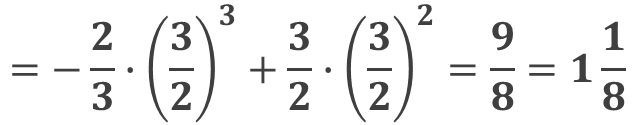 = − 2/3 · (3/2)³ + 3/2 · (3/2)² = 9/8 = 1 1/8